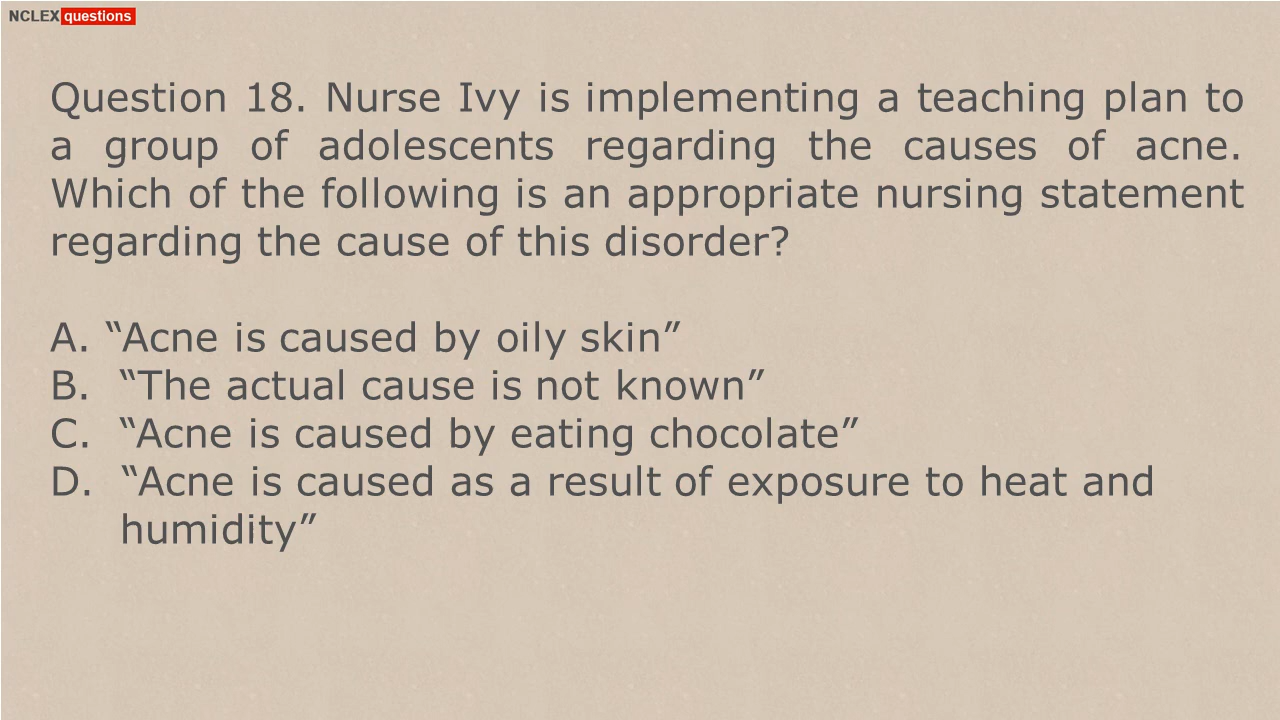 NCLEX questions
Question 18. Nurse Ivy is implementing a teaching plan to
a group of adolescents regarding the causes of acne.
Which of the following is an appropriate nursing statement
regarding the cause of this disorder?
A. “Acne is caused by oily skin”
B. “The actual cause is not known”
C. “Acne is caused by eating chocolate”
D. “Acne is caused as a result of exposure to heat and
humidity”